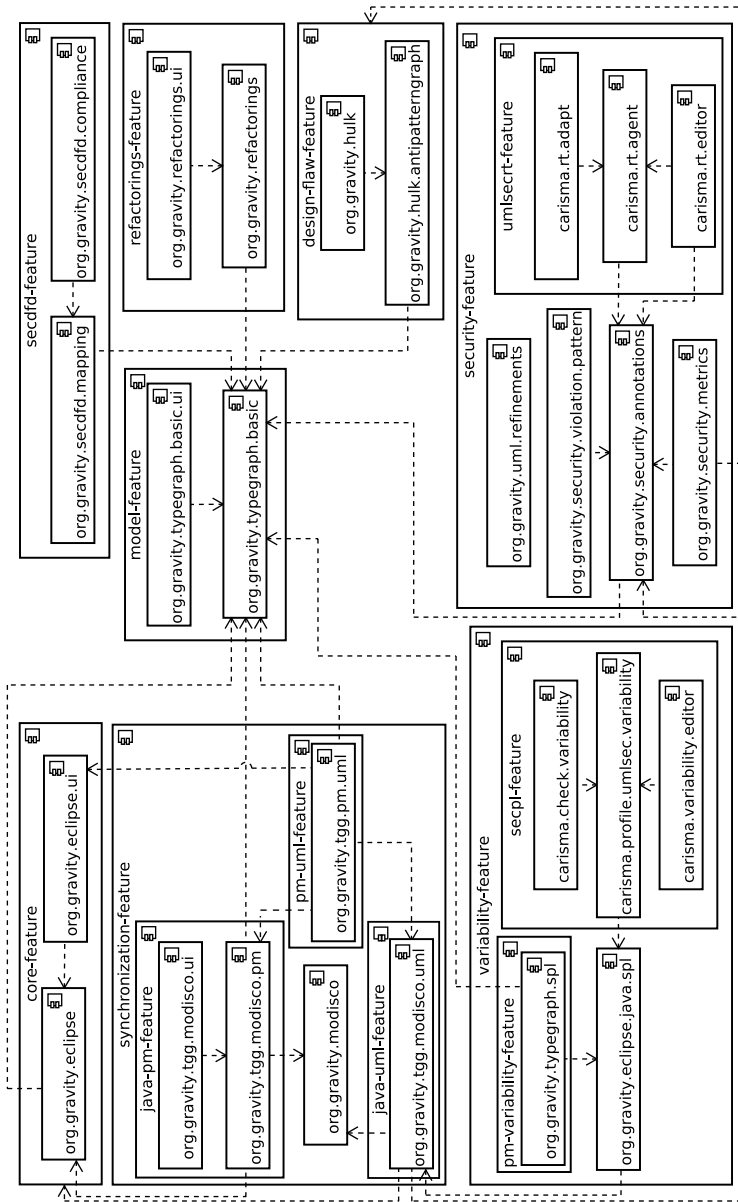 core-feature
org.gravity.eclipse
org.gravity.eclipse.ui
synchronization-feature
java-pm-feature
org.gravity.tgg.modisco.ui
org.gravity.tgg.modisco.pm
pm-uml-feature
org.gravity.tgg.pm.uml
org.gravity.modisco
java-uml-feature
org.gravity.tgg.modisco.uml
secdfd-feature
org.gravity.secdfd.mapping
org.gravity.secdfd.compliance
model-feature
org.gravity.typegraph.basic.ui
org.gravity.typegraph.basic
refactorings-feature
org.gravity.refactorings.ui
org.gravity.refactorings
design-flaw-feature
org.gravity.hulk
org.gravity.hulk.antipatterngraph
variability-feature
pm-variability-feature
org.gravity.typegraph.spl
org.gravity.eclipse.java.spl
secpl-feature
carisma.check.variability
carisma.profile.umlsec.variability
carisma.variability.editor
security-feature
org.gravity.uml.refinements
org.gravity.security.violation.pattern
org.gravity.security.annotations
org.gravity.security.metrics
umlsecrt-feature
carisma.rt.adapt
carisma.rt.agent
carisma.rt.editor